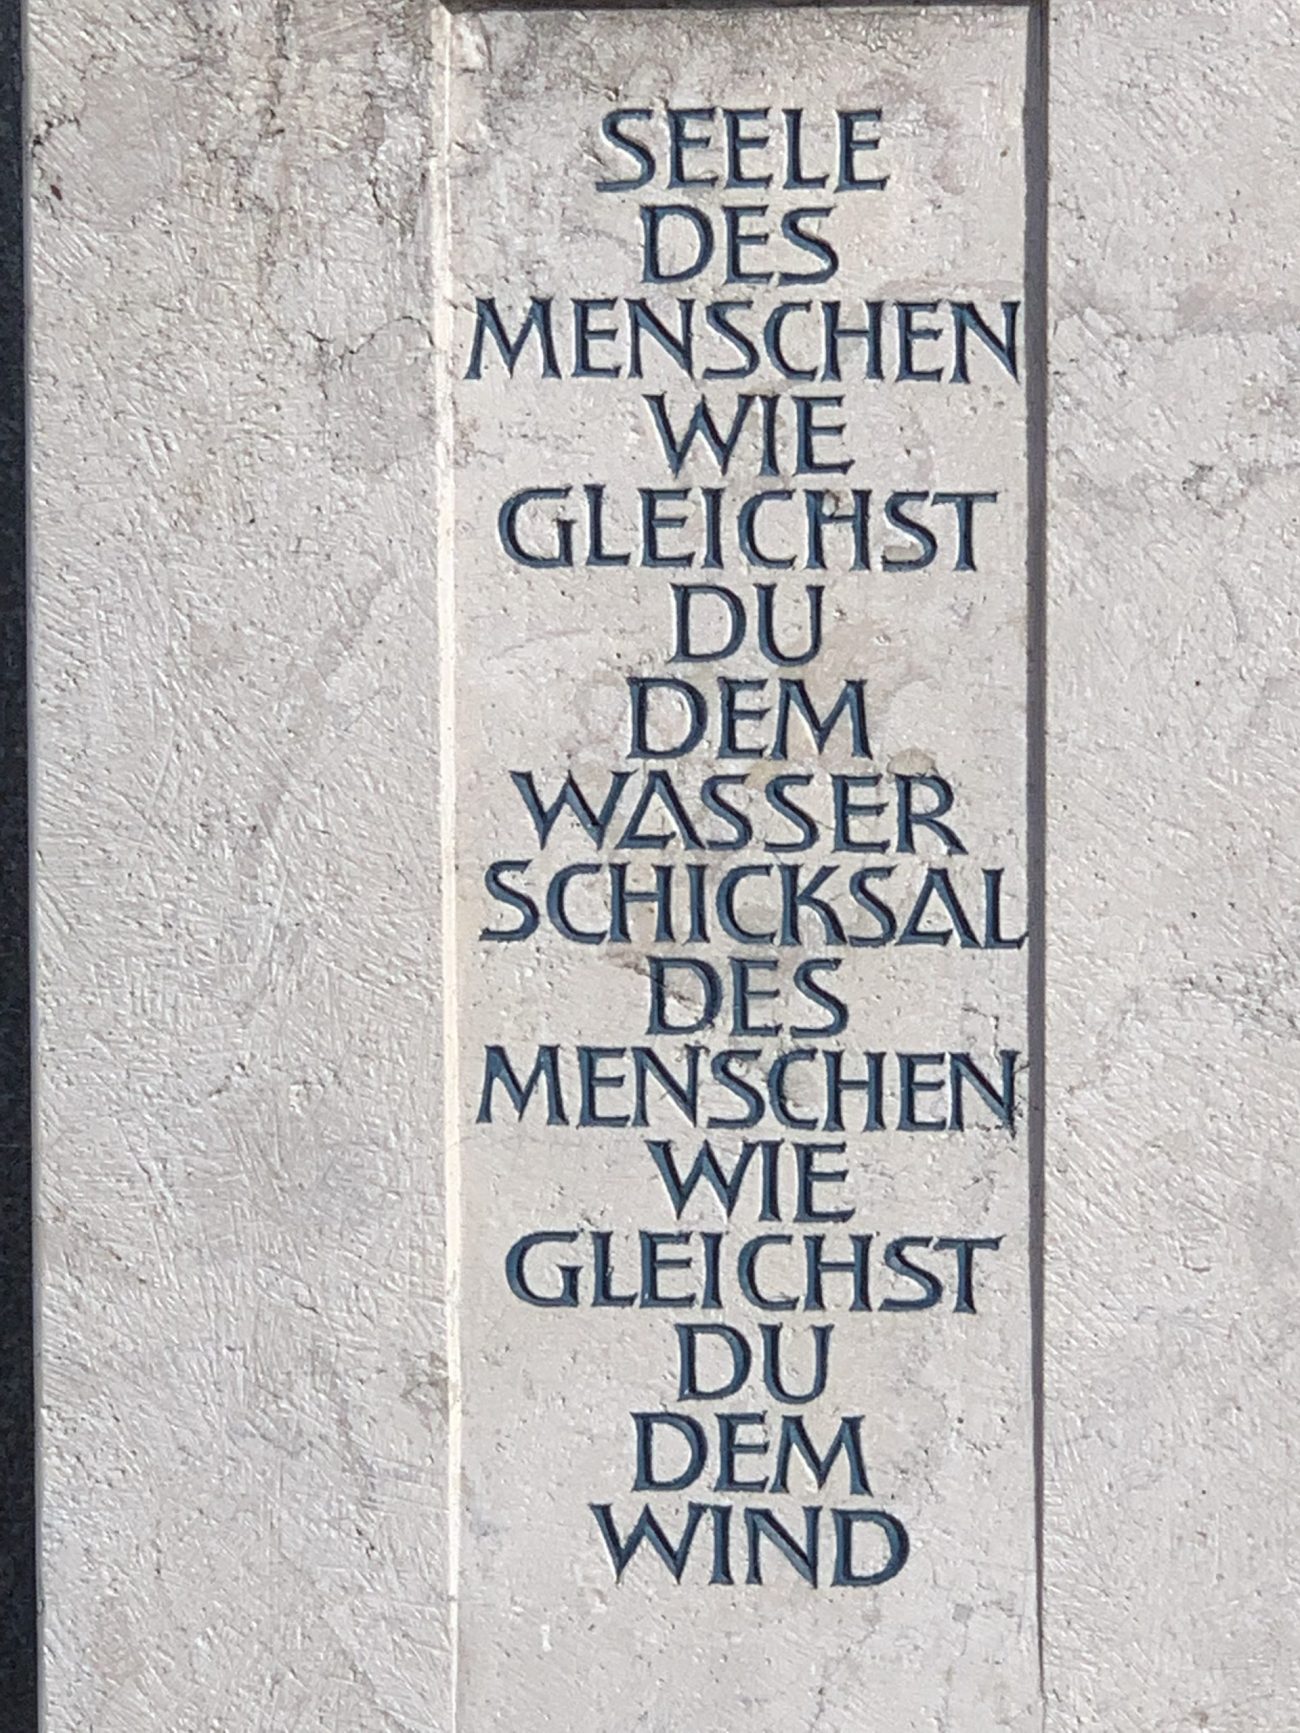 SEELE
DES
MENSCHEN
WIE
GLEICHST
DU
DEM
WASSER
SCHICKSAL
DES
MENSCHEN
WIE
GLEICHST
DU
DEM
WIND